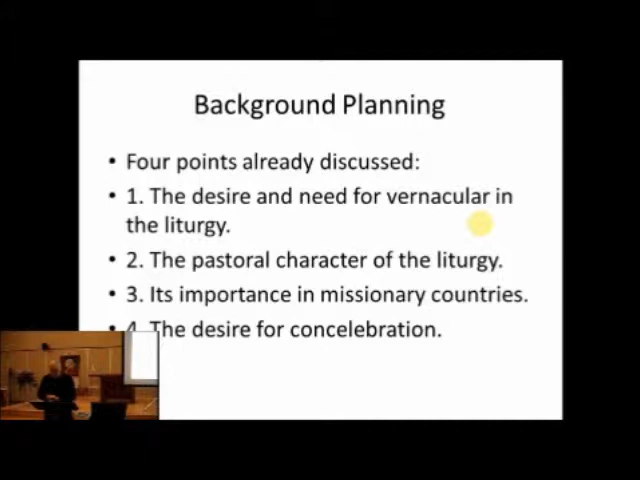 Background Planning
• Four points already discussed:
• 1. The desire and need for vernacular in
the liturgy.
• 2. The pastoral character of the liturgy.
• 3. Its importance in missionary countries.
4. The desire for concelebration.